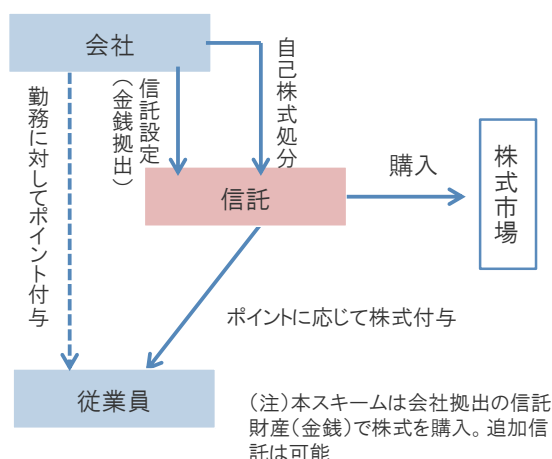 会社
勤務に対してポイント付与
信託設定
（金銭拠出）
自己株式処分
信託
購入
株式市場
ポイントに応じて株式付与
従業員
（注）本スキームは会社拠出の信託
財産（金銭）で株式を購入。追加信
託は可能